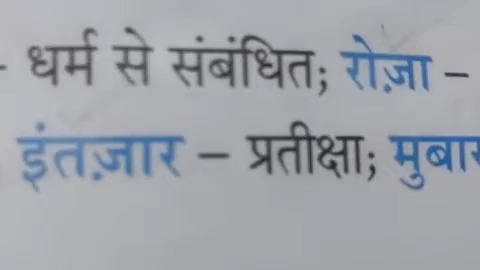 - धर्म से संबंधित; रोज़ा –
इंतज़ार – प्रतीक्षा;